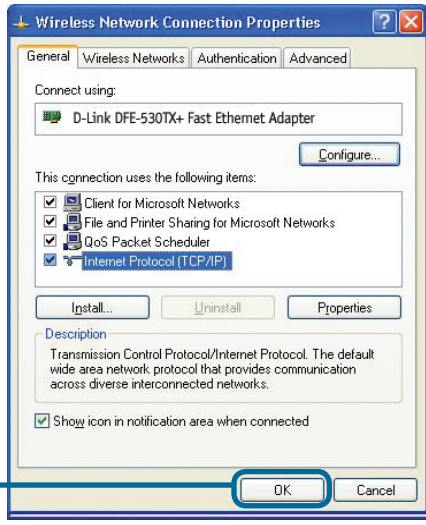 Wireless Network Connection Properties
General Wireless Networks Authentication Advanced
Connect using:
D-Link DFE-530TX+ Fast Ethernet Adapter
Configure...
This connection uses the following items:
Client for Microsoft Networks
File and Printer Sharing for Microsoft Networks
QoS Packet Scheduler
Internet Protocol (TCP/IP)
Install... Uninstall Properties
Description
Transmission Control Protocol/Internet Protocol. The default
wide area network protocol that provides communication
across diverse interconnected networks.
Show icon in notification area when connected
OK Cancel